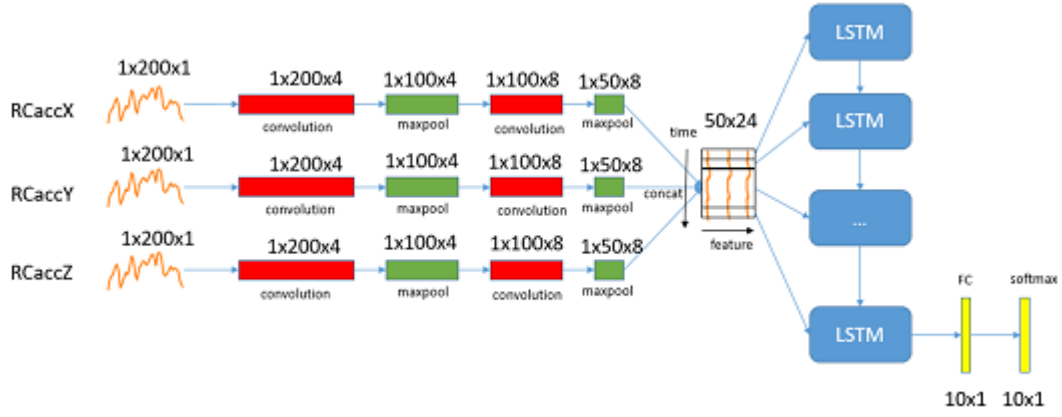 LSTM
1x200x1
1x200x4 1x100x4 1x100x8 1x50x8
RCaccX
convolution maxpool convolution maxpool
1x200x1
1x200x4 1x100x4 1x100x8 1x50x8
RCaccY
convolution maxpool convolution maxpool
1x200x1
1x200x4 1x100x4 1x100x8 1x50x8
RCaccZ
convolution maxpool convolution maxpool
time
50x24
concat
feature
LSTM
...
LSTM
FC softmax
10x1 10x1